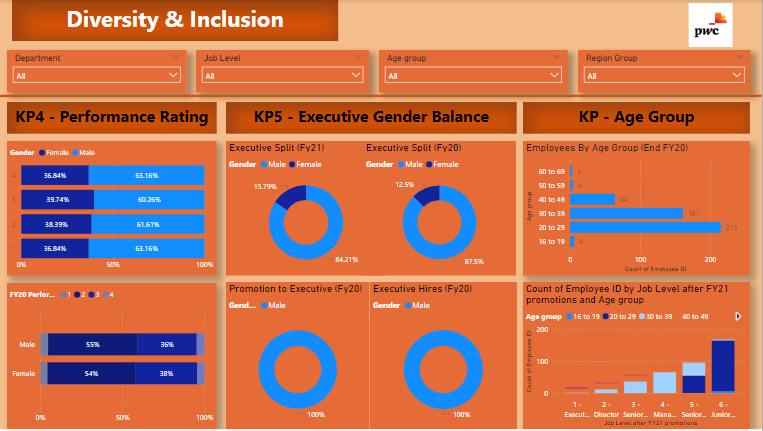 Diversity & Inclusion
pwc
Department
All
Job Level
All
Age group
All
Region Group
All
KP4 - Performance Rating
KP5 - Executive Gender Balance
KP - Age Group
Gender Female Male
4 36.84% 63.16%
3 39.74% 60.26%
2 38.39% 61.61%
1 36.84% 63.16%
0% 50% 100%
Executive Split (Fy21)
Gender Male Female
15.79%
84.21%
Executive Split (Fy20)
Gender Male Female
12.5%
87.5%
Employees By Age Group (End FY20)
Age group
60 to 69
50 to 59
40 to 49 64
30 to 39 161
20 to 29 215
16 to 19 6
0 100 200
Count of Employee ID
FY20 Perfor... 1 2 3 4
Male 55% 36%
Female 54% 38%
0% 50% 100%
Promotion to Executive (Fy20)
Gend... Male
100%
Executive Hires (Fy20)
Gender Male
100%
Count of Employee ID by Job Level after FY21
promotions and Age group
Age group 16 to 19 20 to 29 30 to 39 40 to 49
Count of Employee ID
200
100
0
1 - Execut...
2 - Director
3 - Senior...
4 - Mana...
5 - Senior...
6 - Junior...
Job Level after FY21 promotions